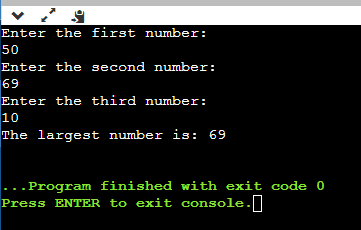 Enter the first number:
50
Enter the second number:
69
Enter the third number:
10
The largest number is: 69
...Program finished with exit code 0
Press ENTER to exit console.